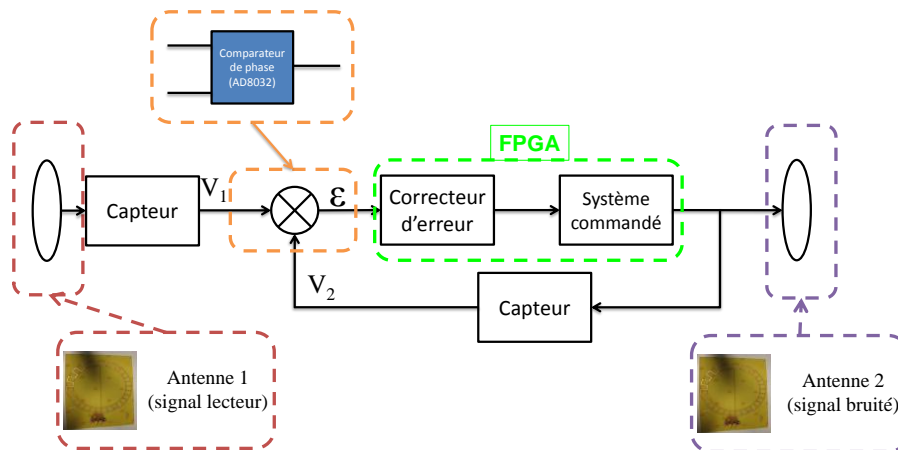 Comparateur
de phase
(AD8032)
FPGA
V1
Capteur
ε
Correcteur
d'erreur
Système
commandé
V2
Capteur
Antenne 1
(signal lecteur)
Antenne 2
(signal bruité)